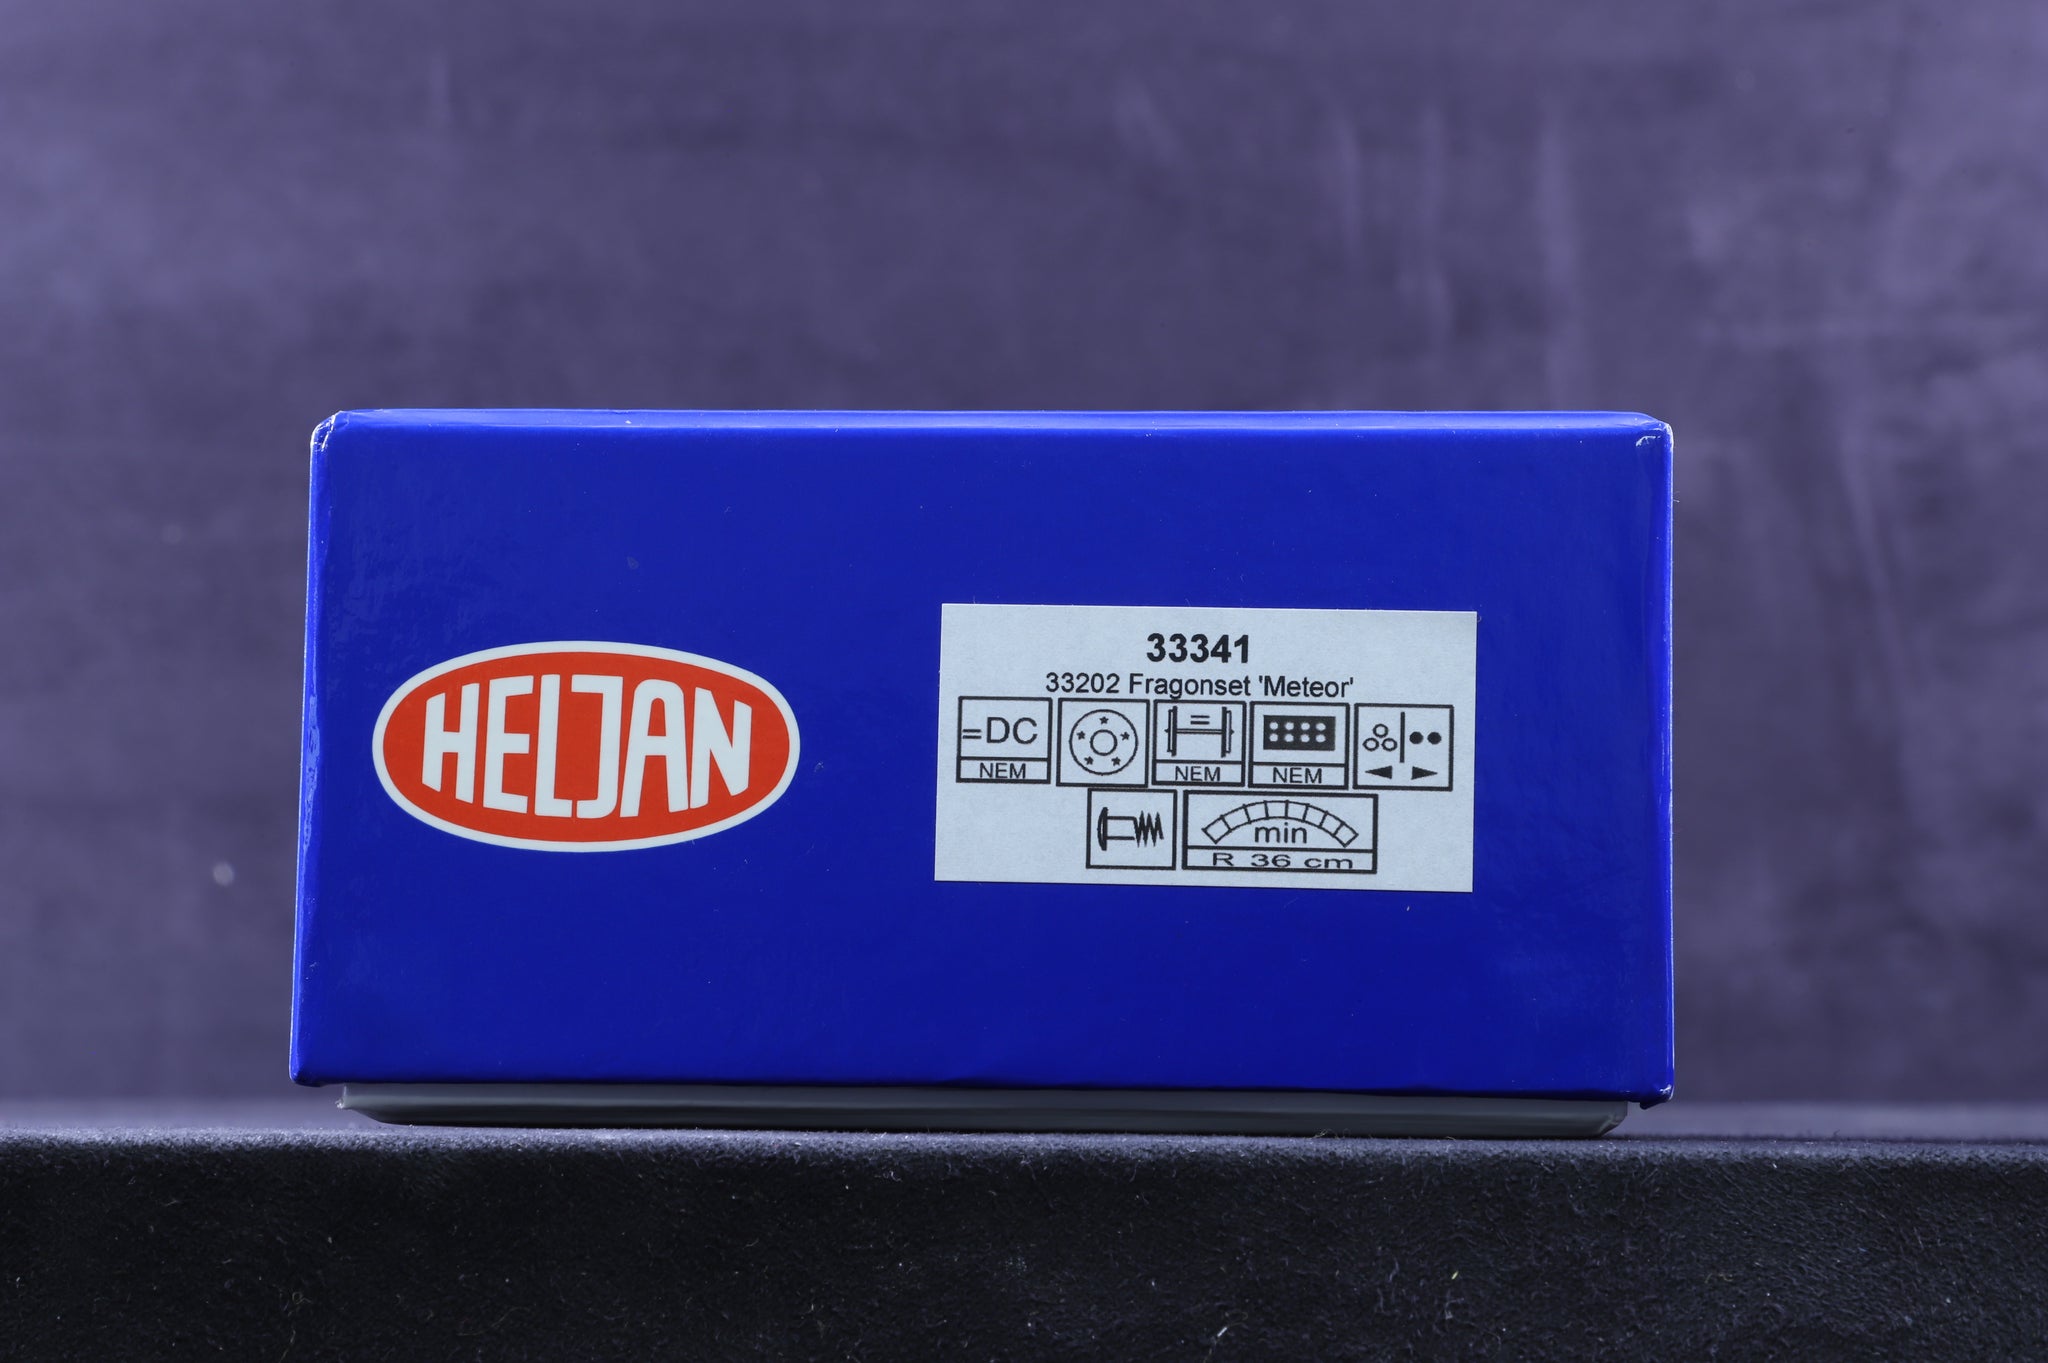 HELJAN
33341
33202 Fragonset 'Meteor'
=DC
NEM
=
NEM
NEM
min
R 36 cm